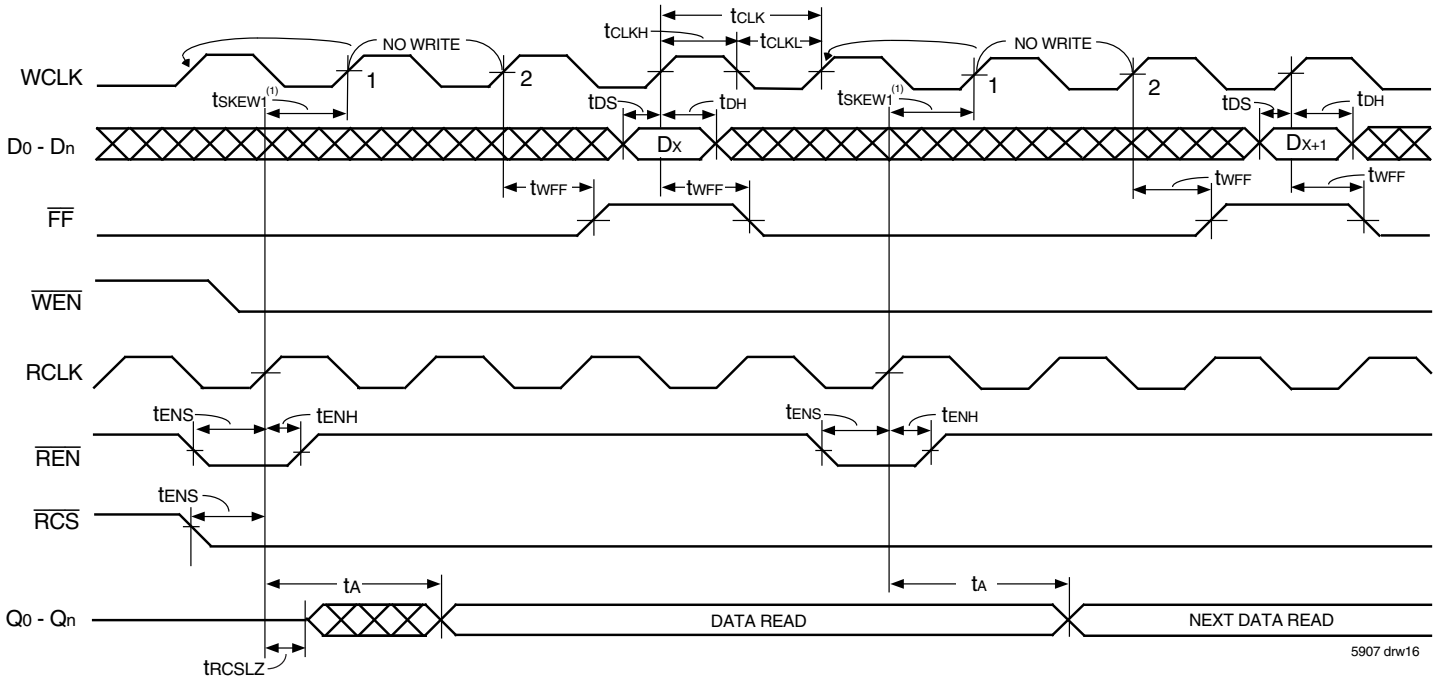 tCLK
tCLKH tCLKL
NO WRITE NO WRITE
WCLK 1 2 1 2
tSKEW1(1) tDS tDH tSKEW1(1) tDS tDH
D0 - Dn DX DX+1
tWFF tWFF tWFF tWFF
FF
WEN
RCLK
tENS tENH tENS tENH
REN
tENS
RCS
tA tA
Q0 - Qn DATA READ NEXT DATA READ
5907 drw16
tRCSLZ